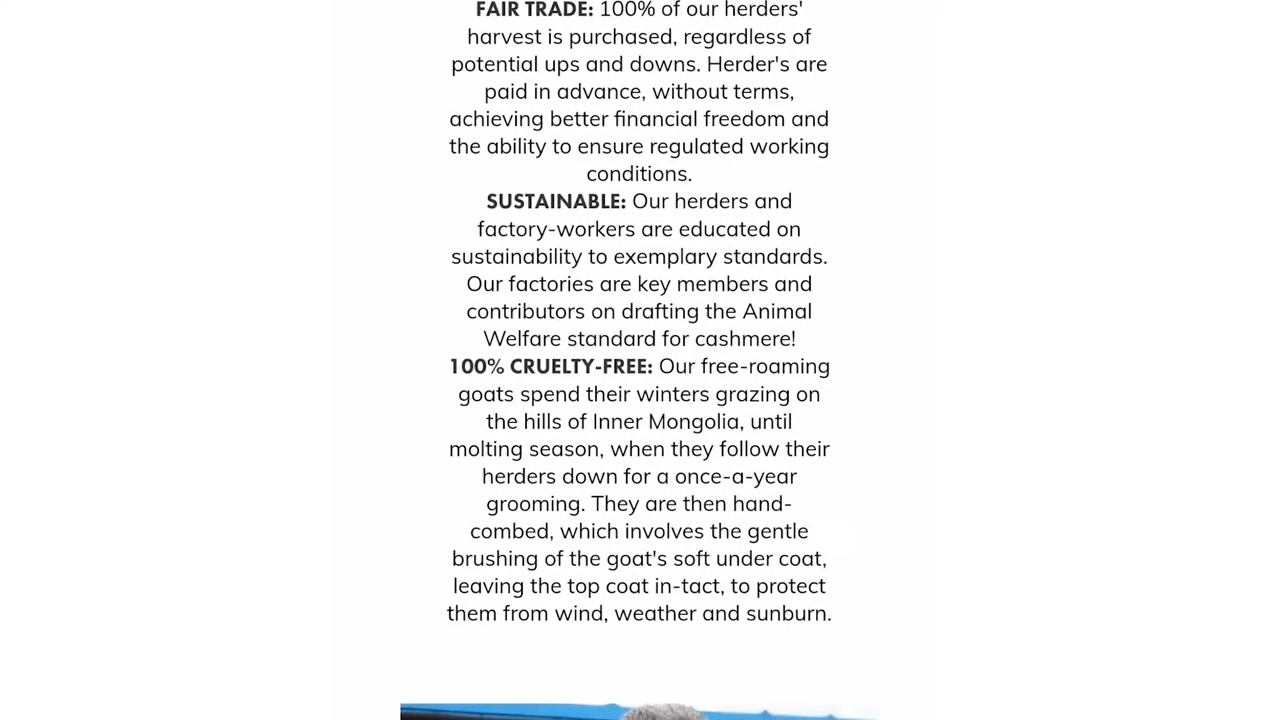 FAIR TRADE: 100% of our herders'
harvest is purchased, regardless of
potential ups and downs. Herder's are
paid in advance, without terms,
achieving better financial freedom and
the ability to ensure regulated working
conditions.
SUSTAINABLE: Our herders and
factory-workers are educated on
sustainability to exemplary standards.
Our factories are key members and
contributors on drafting the Animal
Welfare standard for cashmere!
100% CRUELTY-FREE: Our free-roaming
goats spend their winters grazing on
the hills of Inner Mongolia, until
molting season, when they follow their
herders down for a once-a-year
grooming. They are then hand-
combed, which involves the gentle
brushing of the goat's soft under coat,
leaving the top coat in-tact, to protect
them from wind, weather and sunburn.